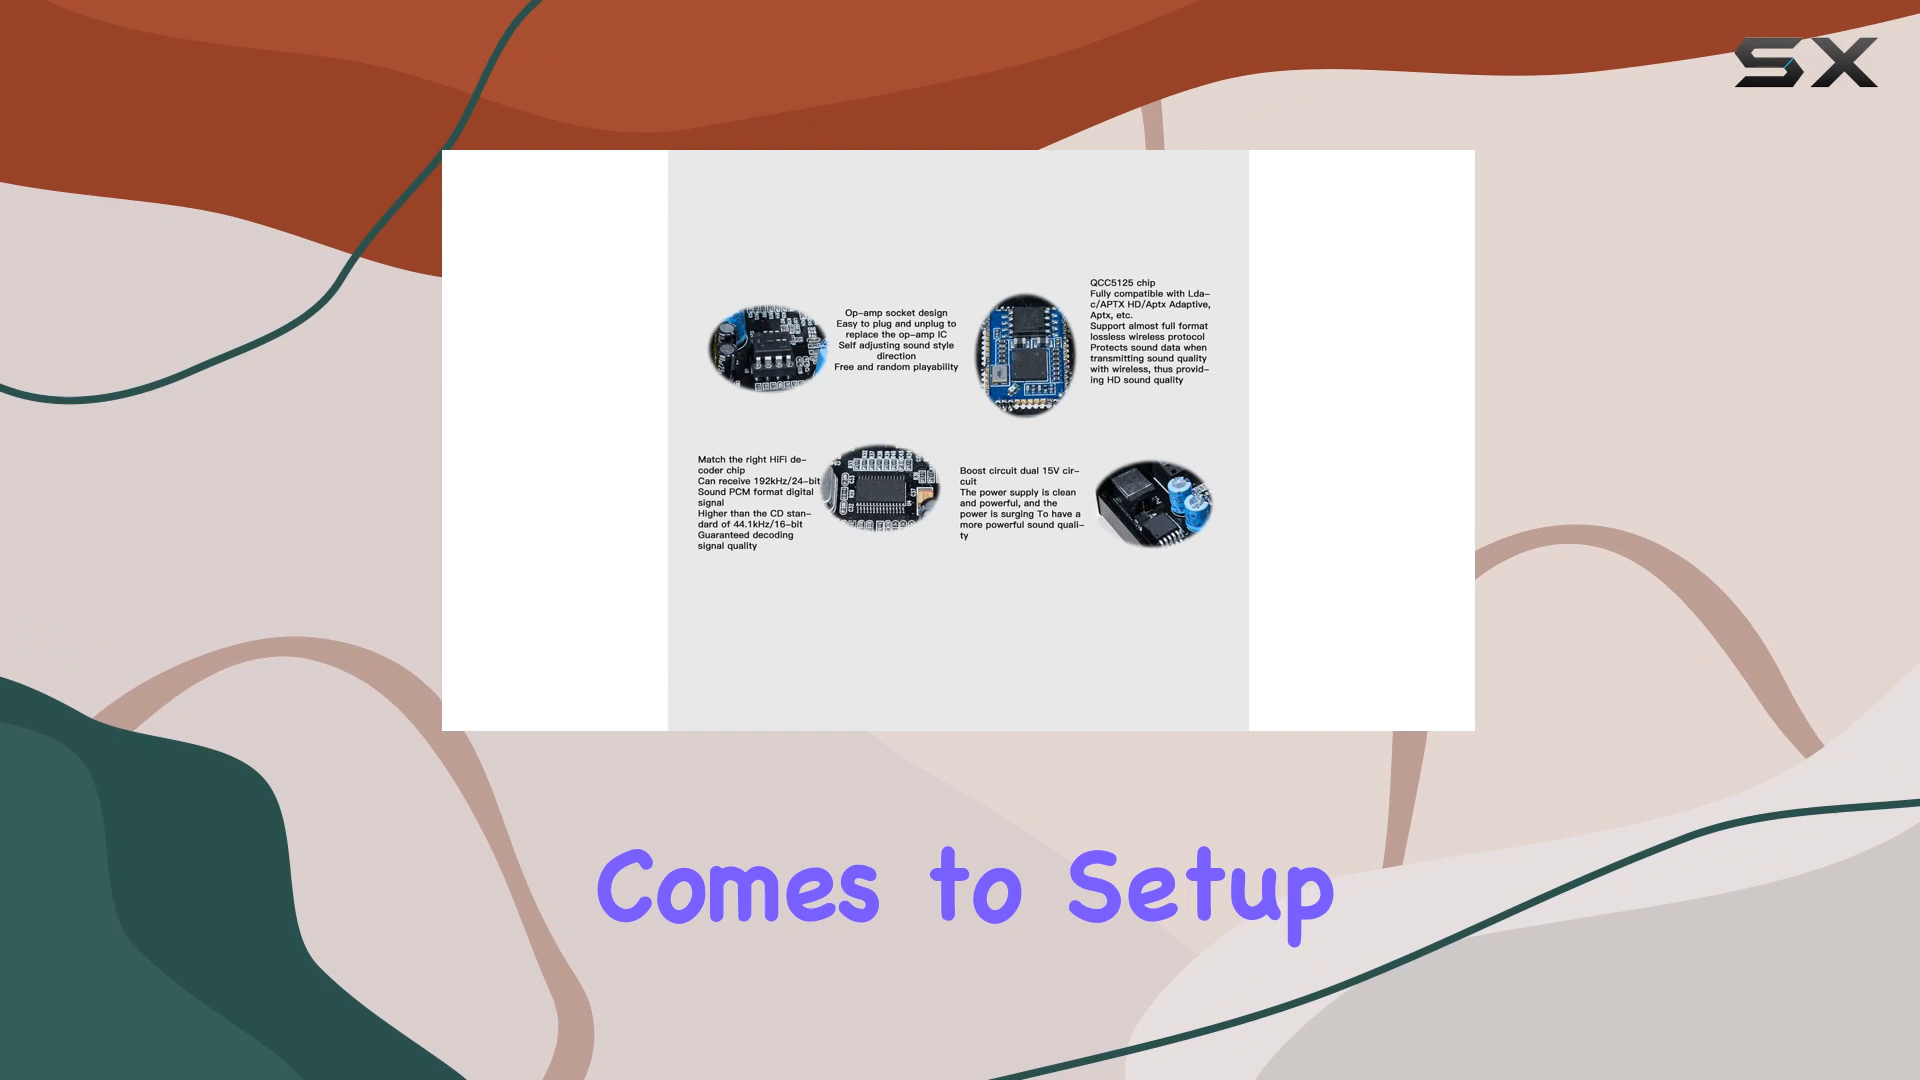 SX
Op-amp socket design
Easy to plug and unplug to
replace the op-amp IC
Self adjusting sound style
direction
Free and random playability
QCC5125 chip
Fully compatible with Lda-
c/APTX HD/Aptx Adaptive,
Aptx, etc.
Support almost full format
lossless wireless protocol
Protects sound data when
transmitting sound quality
with wireless, thus provid-
ing HD sound quality
Match the right HiFi de-
coder chip
Can receive 192kHz/24-bit
Sound PCM format digital
signal
Higher than the CD stan-
dard of 44.1kHz/16-bit
Guaranteed decoding
signal quality
Boost circuit dual 15V cir-
cuit
The power supply is clean
and powerful, and the
power is surging To have a
more powerful sound quali-
ty
Comes to Setup